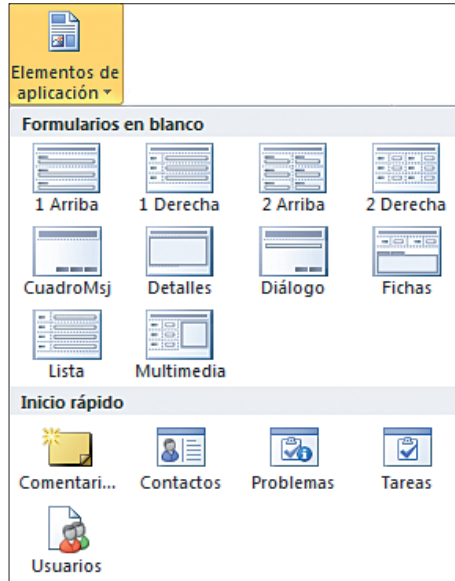 Elementos de
aplicación
Formularios en blanco
1 Arriba 1 Derecha 2 Arriba 2 Derecha
CuadroMsj Detalles Diálogo Fichas
Lista Multimedia
Inicio rápido
Comentari... Contactos Problemas Tareas
Usuarios